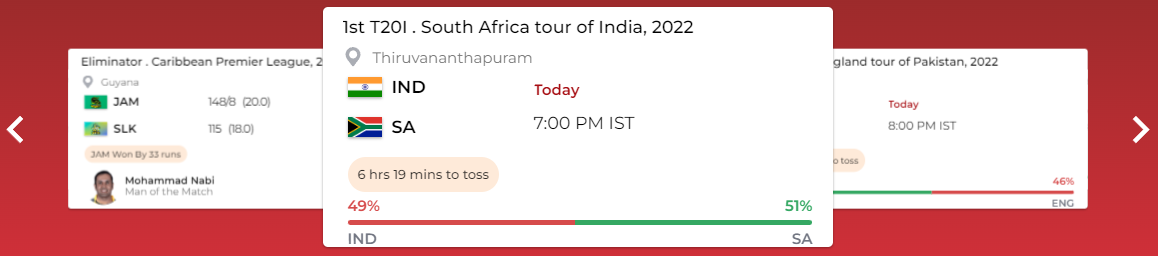 Eliminator . Caribbean Premier League, 2
Guyana
JAM 148/8 (20.0)
SLK 115 (18.0)
JAM Won By 33 runs
Mohammad Nabi
Man of the Match
1st T20I . South Africa tour of India, 2022
Thiruvananthapuram
IND
Today
SA
7:00 PM IST
6 hrs 19 mins to toss
49% 51%
IND SA
gland tour of Pakistan, 2022
Today
8:00 PM IST
o toss
46%
ENG